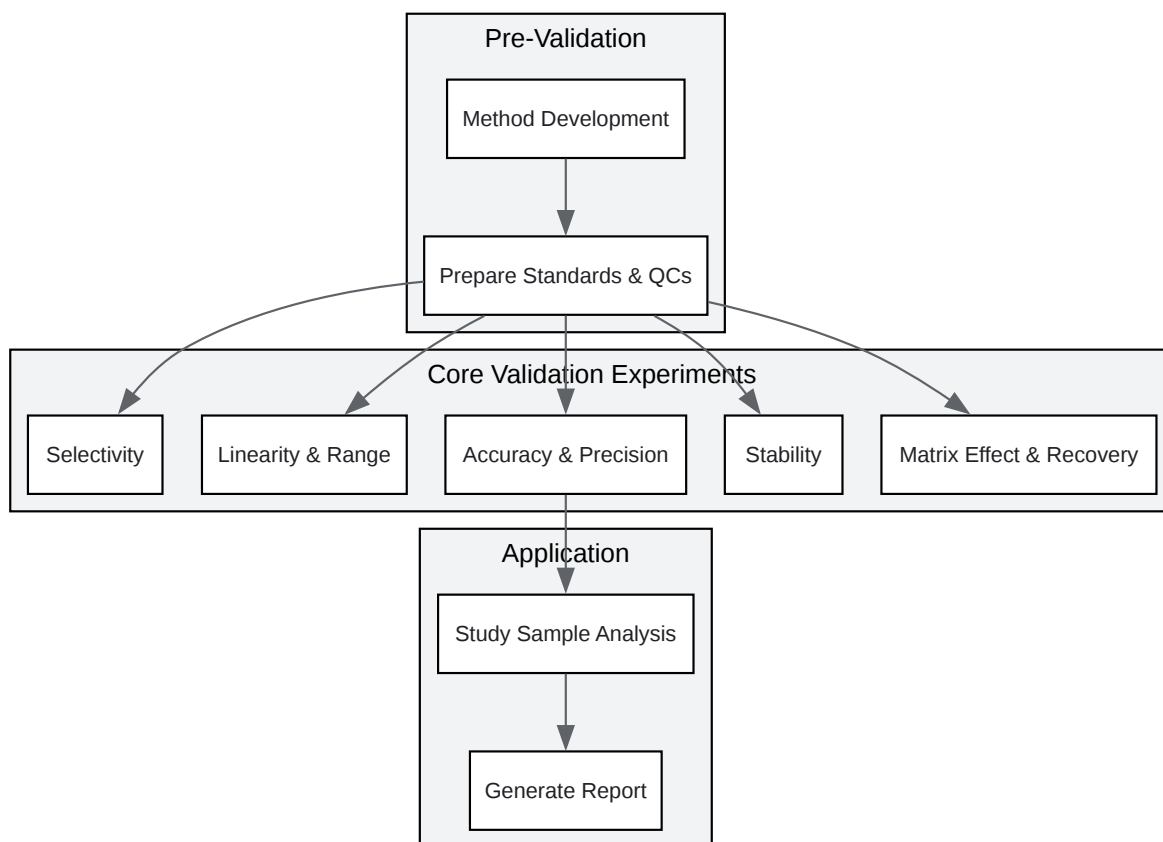 Pre-Validation
Method Development
Prepare Standards & QCs
Core Validation Experiments
Selectivity
Linearity & Range
Accuracy & Precision
Stability
Matrix Effect & Recovery
Application
Study Sample Analysis
Generate Report